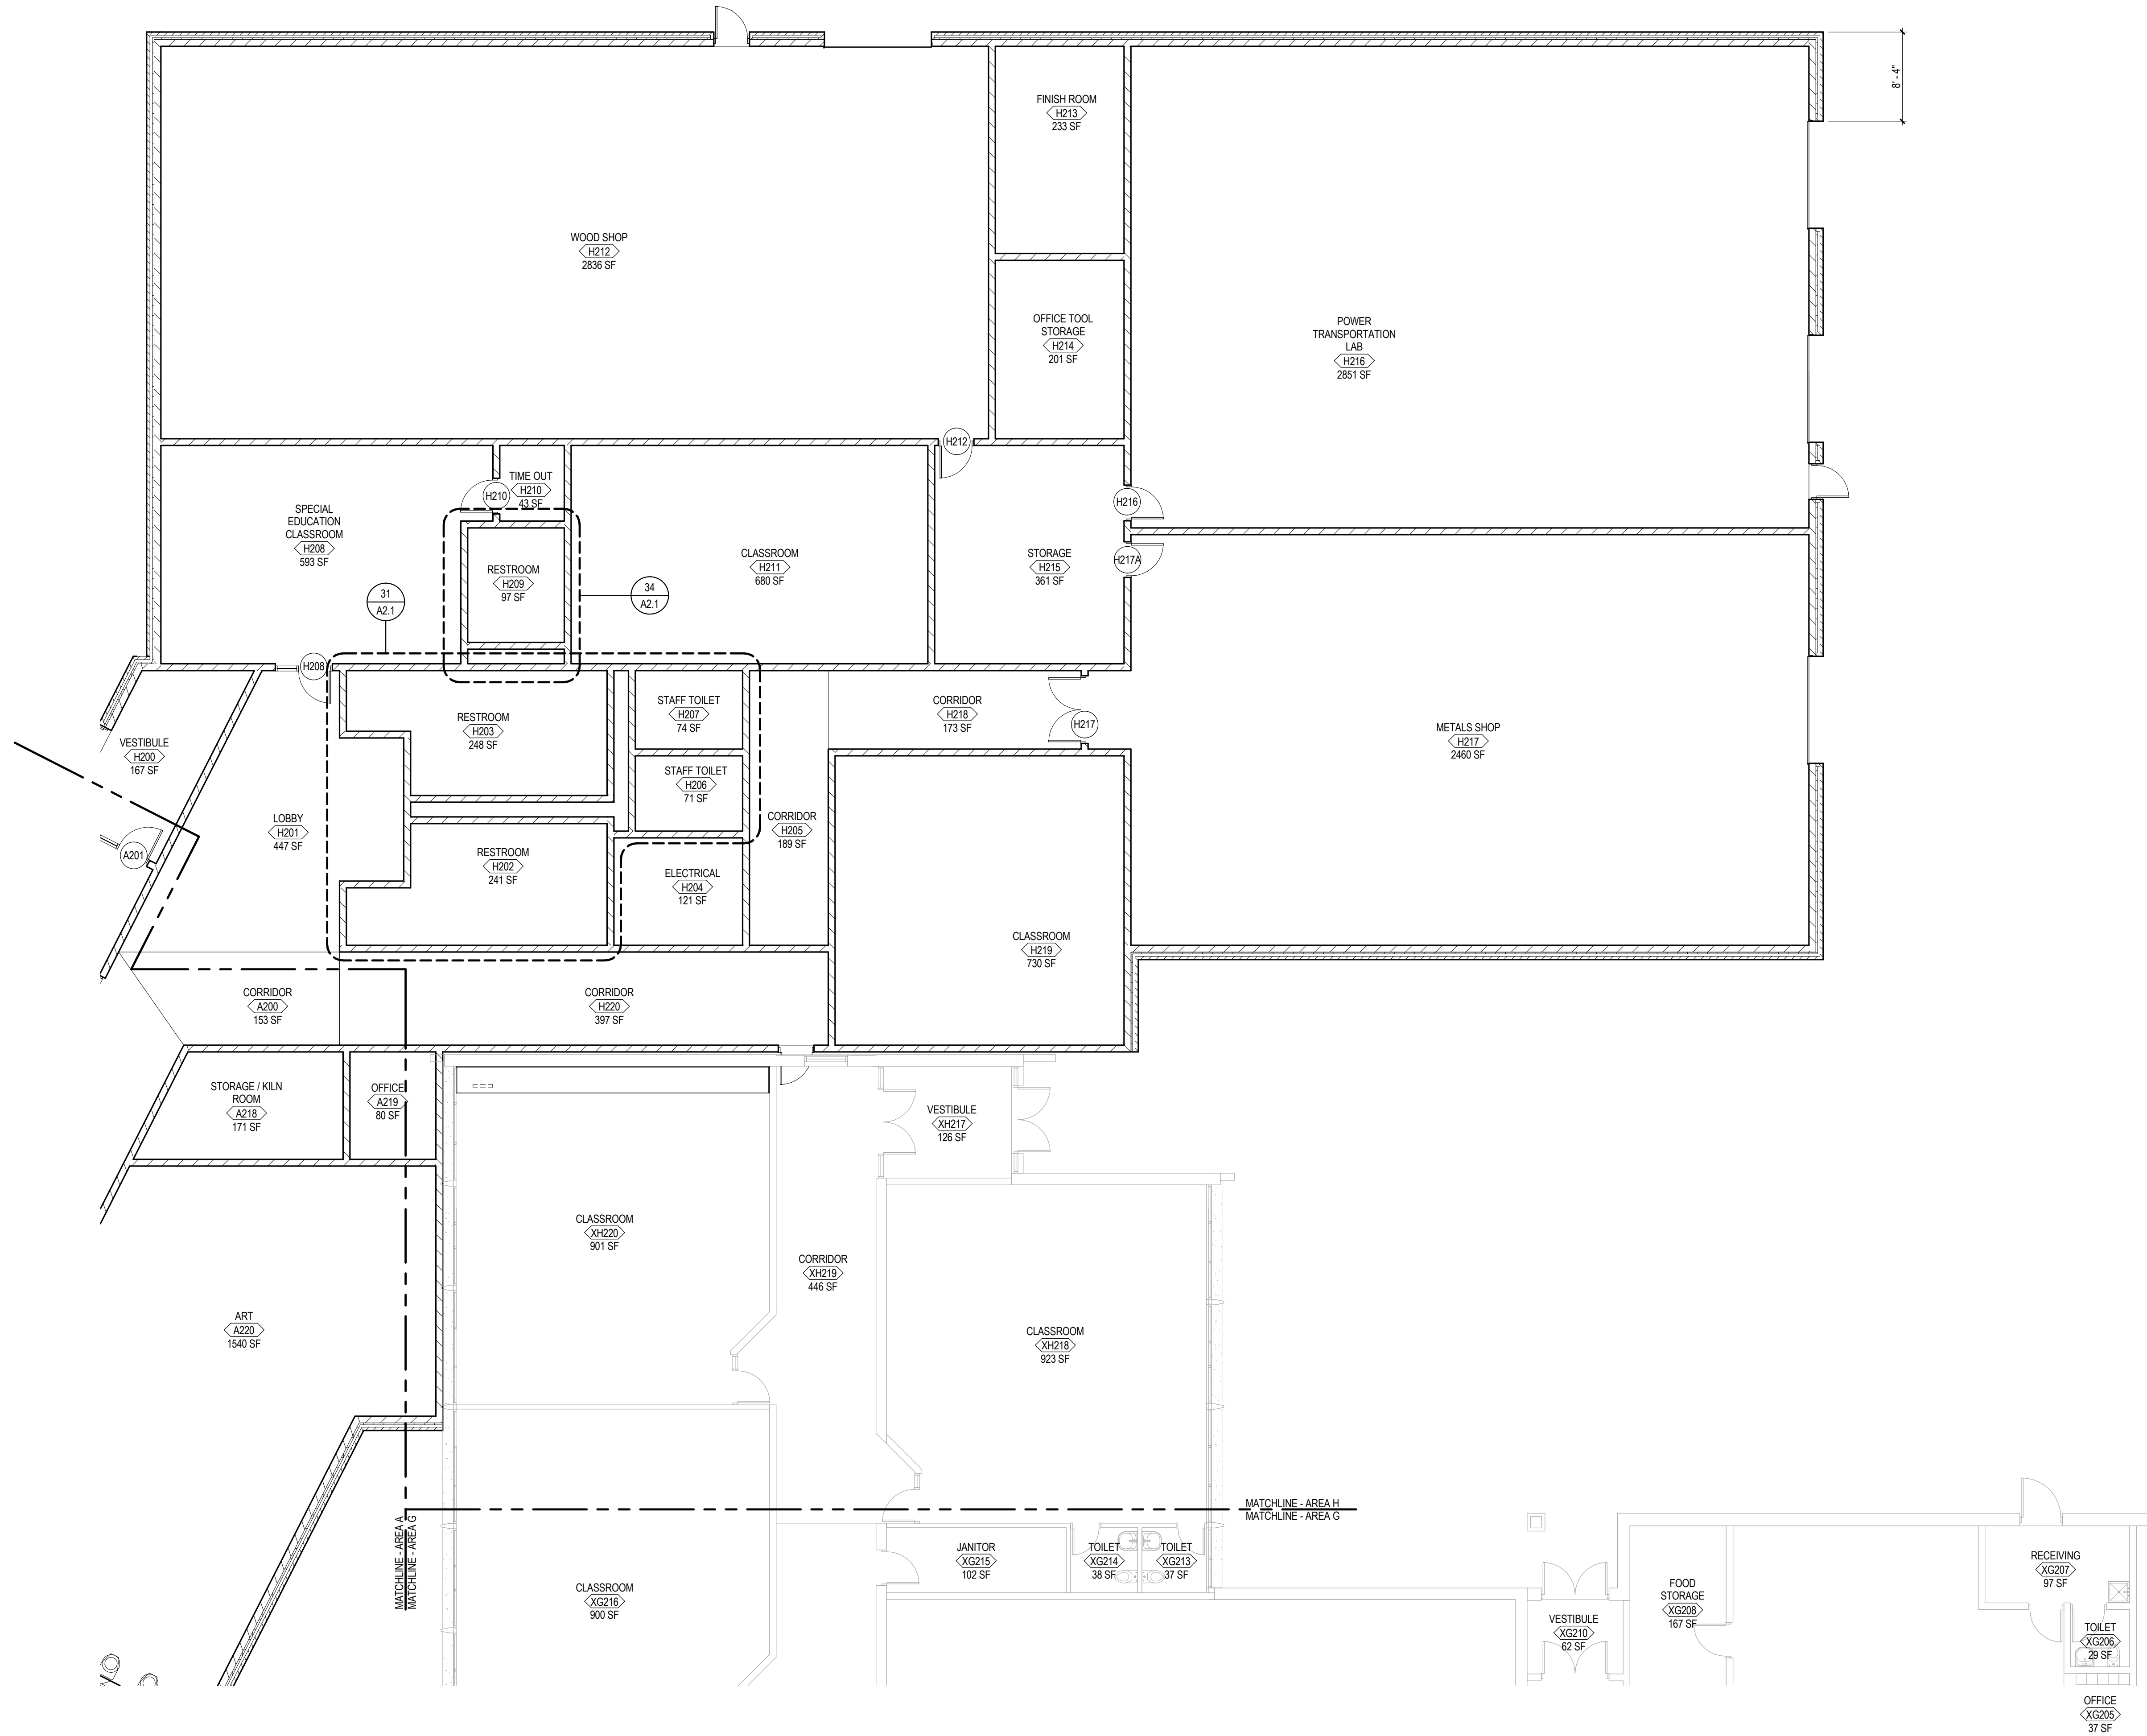 8' - 4"
FINISH ROOM
H213
233 SF
WOOD SHOP
H212
2836 SF
OFFICE TOOL
STORAGE
H214
201 SF
POWER
TRANSPORTATION
LAB
H216
2851 SF
H212
TIME OUT
H210
43 SF
H210
H216
SPECIAL
EDUCATION
CLASSROOM
H208
593 SF
CLASSROOM
H211
680 SF
STORAGE
H215
361 SF
H217A
RESTROOM
H209
97 SF
31
A2.1
34
A2.1
H208
STAFF TOILET
H207
74 SF
CORRIDOR
H218
173 SF
RESTROOM
H203
248 SF
H217
METALS SHOP
H217
2460 SF
VESTIBULE
H200
167 SF
STAFF TOILET
H206
71 SF
LOBBY
H201
447 SF
CORRIDOR
H205
189 SF
A201
RESTROOM
H202
241 SF
ELECTRICAL
H204
121 SF
CLASSROOM
H219
730 SF
CORRIDOR
A200
153 SF
CORRIDOR
H220
397 SF
STORAGE / KILN
ROOM
A218
171 SF
OFFICE
A219
80 SF
VESTIBULE
XH217
126 SF
CLASSROOM
XH220
901 SF
CORRIDOR
XH219
446 SF
ART
A220
1540 SF
CLASSROOM
XH218
923 SF
MATCHLINE - AREA H
MATCHLINE - AREA G
MATCHLINE - AREA A
MATCHLINE - AREA G
JANITOR
XG215
102 SF
TOILET
XG214
38 SF
TOILET
XG213
37 SF
RECEIVING
XG207
97 SF
CLASSROOM
XG216
900 SF
FOOD
STORAGE
XG208
167 SF
VESTIBULE
XG210
62 SF
TOILET
XG206
29 SF
OFFICE
XG205
37 SF